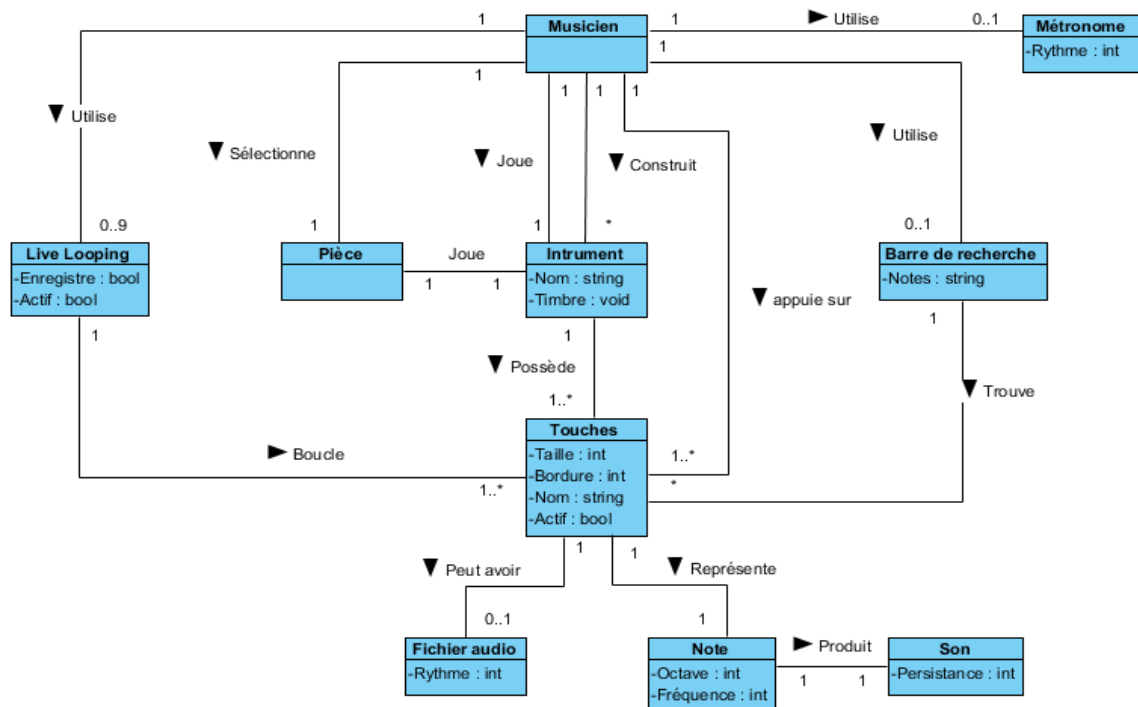 1
Musicien
1
Utilise
0..1
Métronome
-Rythme : int
1
1
1
1
1
Utilise
Sélectionne
Joue
Construit
Utilise
0..9
1
1
*
0..1
Live Looping
-Enregistre : bool
-Actif : bool
Pièce
Joue
1
1
Intrument
-Nom : string
-Timbre : void
Barre de recherche
-Notes : string
appuie sur
1
1
1
Possède
Trouve
1..*
Touches
-Taille : int
-Bordure : int
-Nom : string
-Actif : bool
Boucle
1..*
1..*
*
1
1
Peut avoir
Représente
0..1
1
Fichier audio
-Rythme : int
Note
-Octave : int
-Fréquence : int
Produit
1
1
Son
-Persistance : int